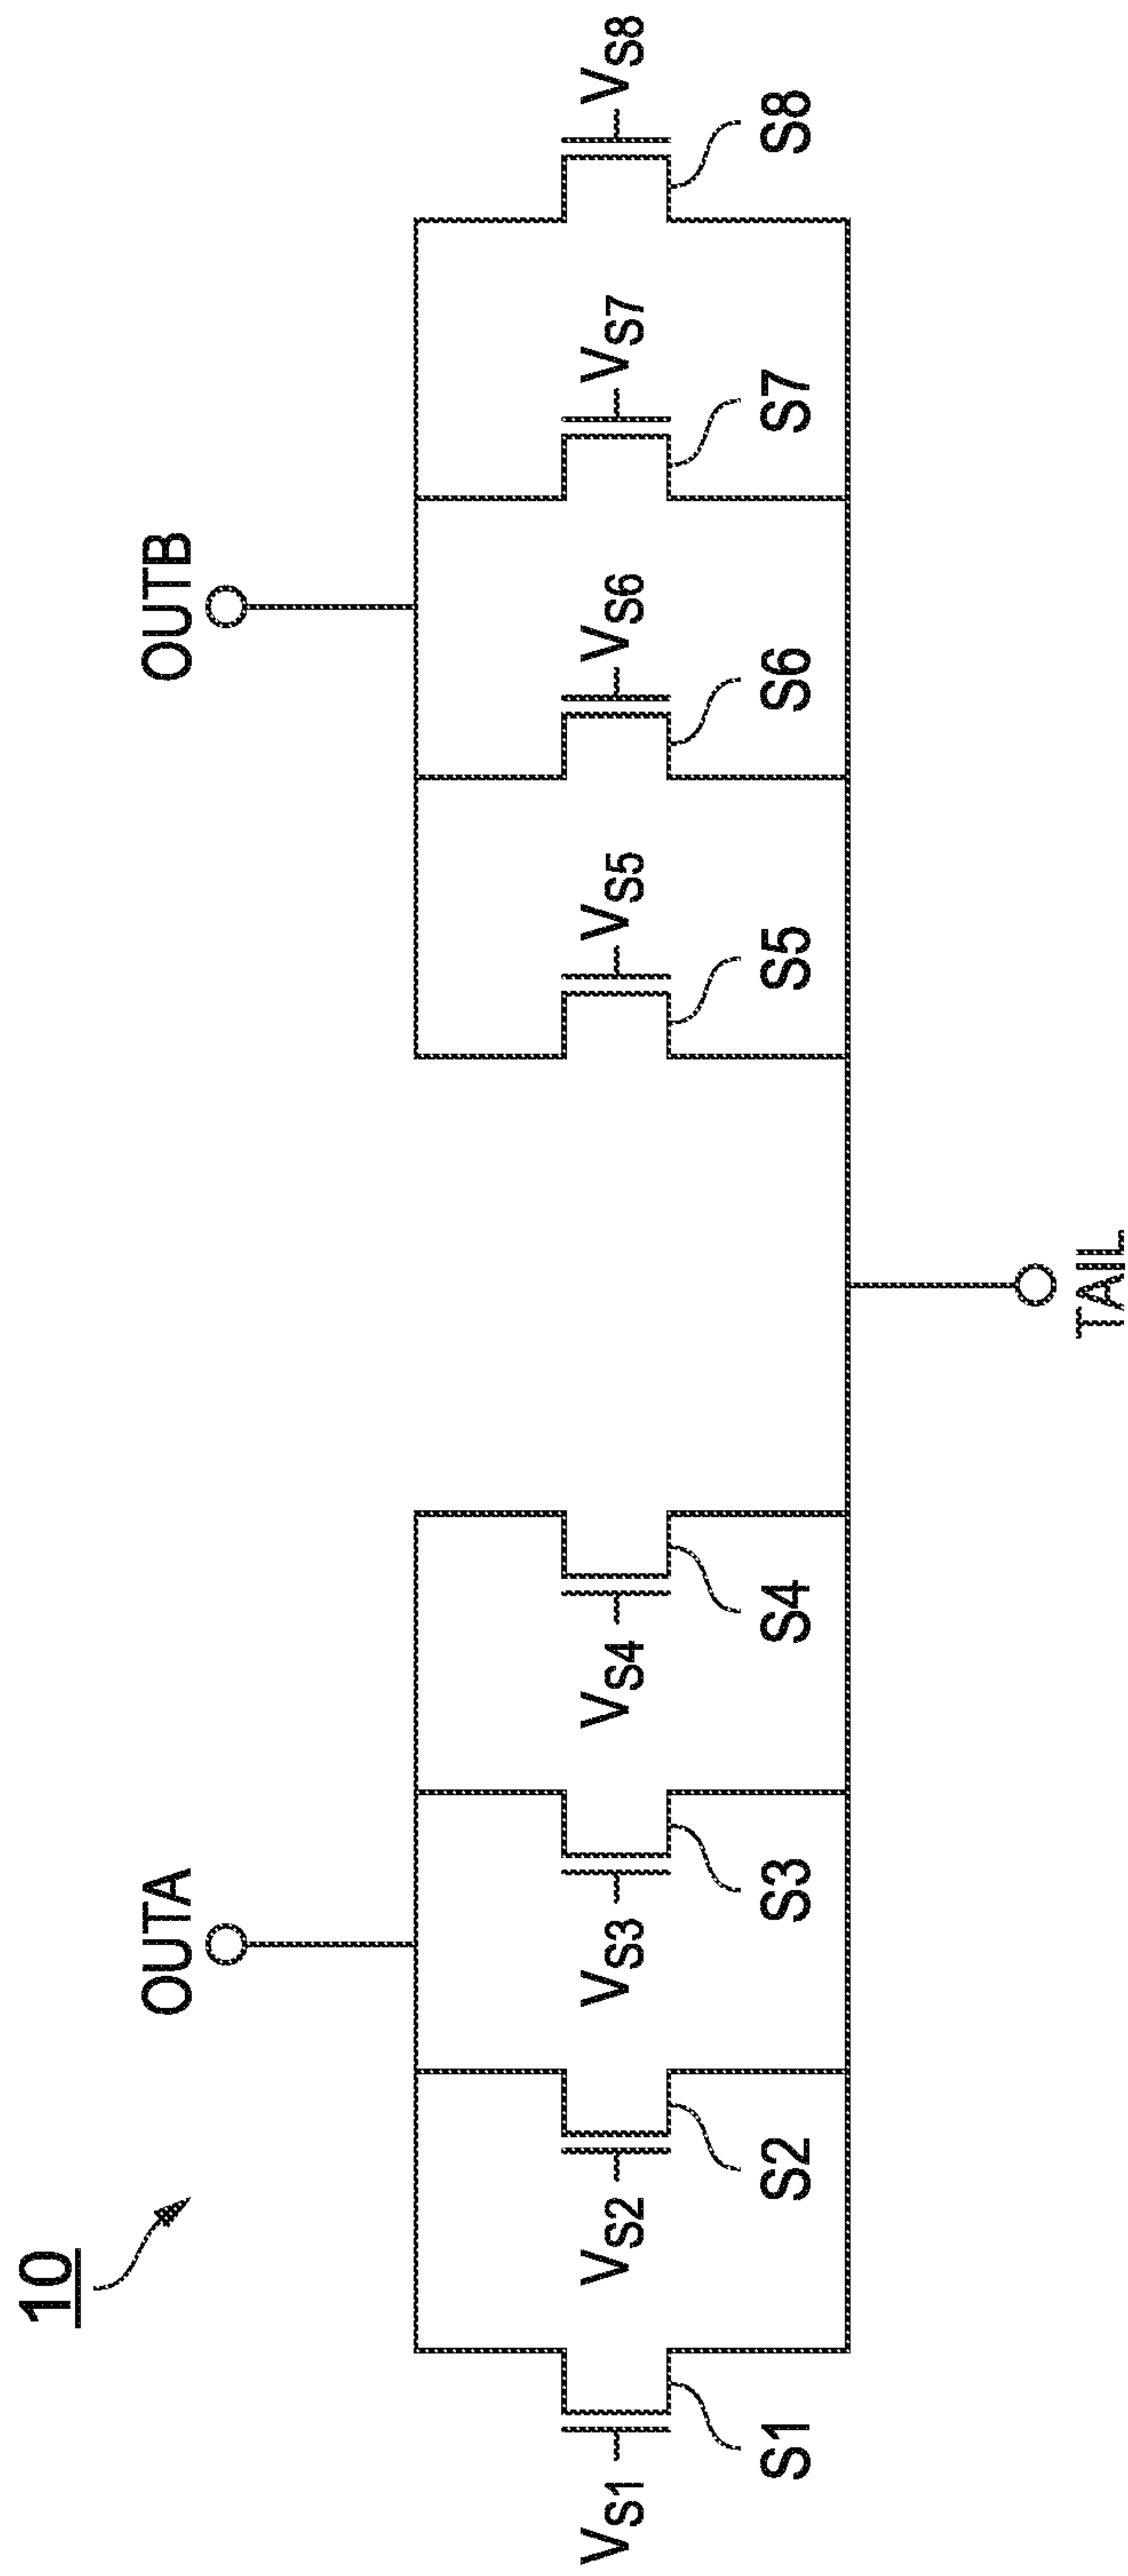 10
OUTA
OUTB
VS1
VS2
VS3
VS4
VS5
VS6
VS7
VS8
S1
S2
S3
S4
S5
S6
S7
S8
TAIL